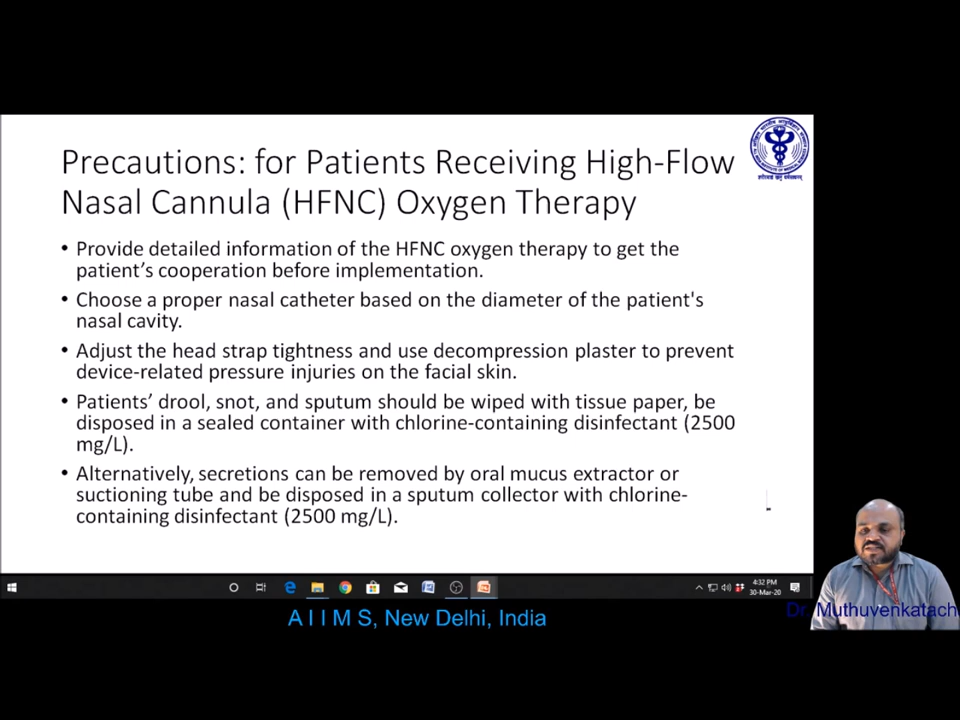 Precautions: for Patients Receiving High-Flow
Nasal Cannula (HFNC) Oxygen Therapy
• Provide detailed information of the HFNC oxygen therapy to get the
patient’s cooperation before implementation.
• Choose a proper nasal catheter based on the diameter of the patient's
nasal cavity.
• Adjust the head strap tightness and use decompression plaster to prevent
device-related pressure injuries on the facial skin.
• Patients’ drool, snot, and sputum should be wiped with tissue paper, be
disposed in a sealed container with chlorine-containing disinfectant (2500
mg/L).
• Alternatively, secretions can be removed by oral mucus extractor or
suctioning tube and be disposed in a sputum collector with chlorine-
containing disinfectant (2500 mg/L).
4:32 PM
30-Mar-20
Dr. Muthuvenkatach
A I I M S, New Delhi, India